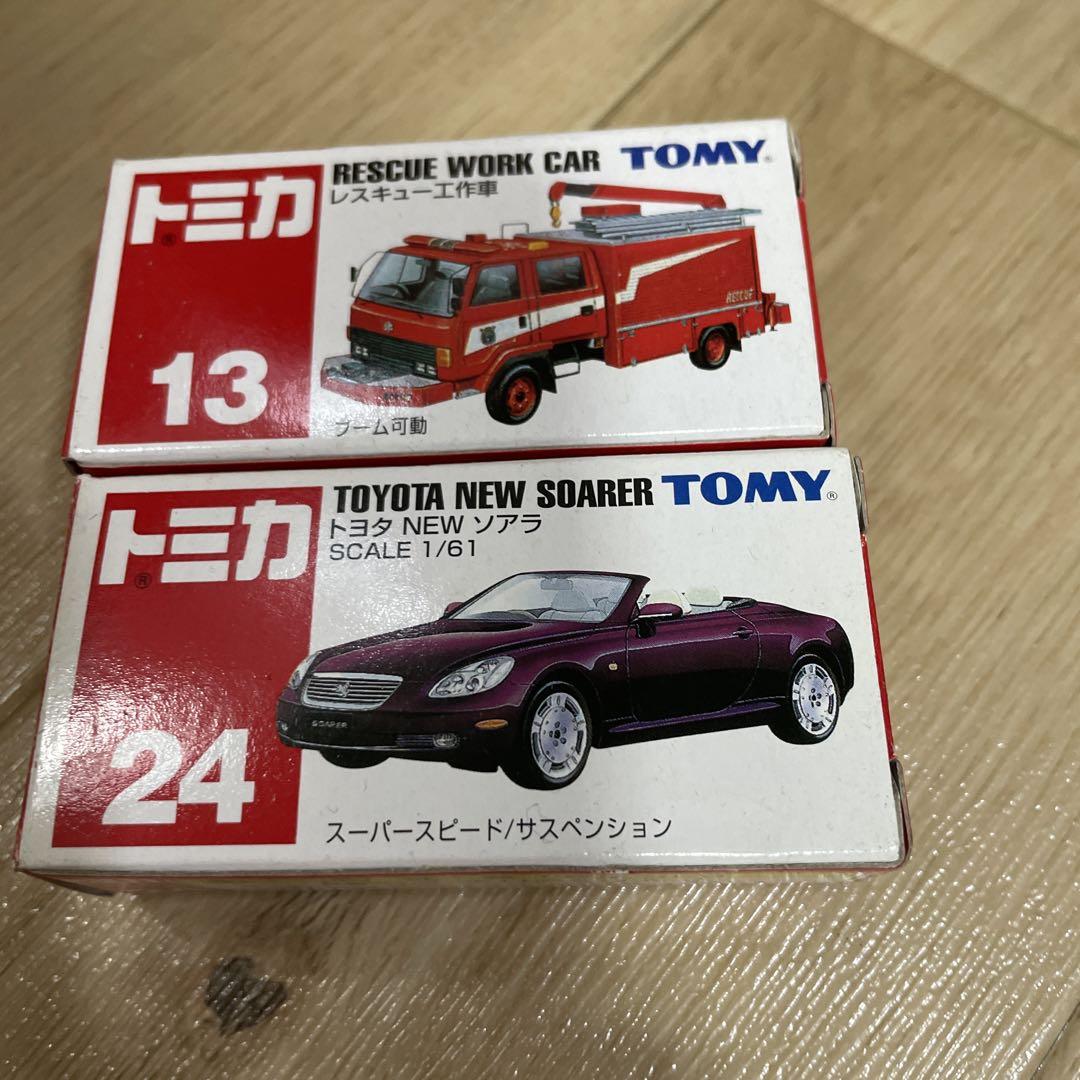 トミカ®
13
RESCUE WORK CAR TOMY®
レスキュー工作車
RESCUE
ブーム可動
トミカ®
24
TOYOTA NEW SOARER TOMY®
トヨタ NEW ソアラ
SCALE 1/61
SOARER
スーパースピード/サスペンション